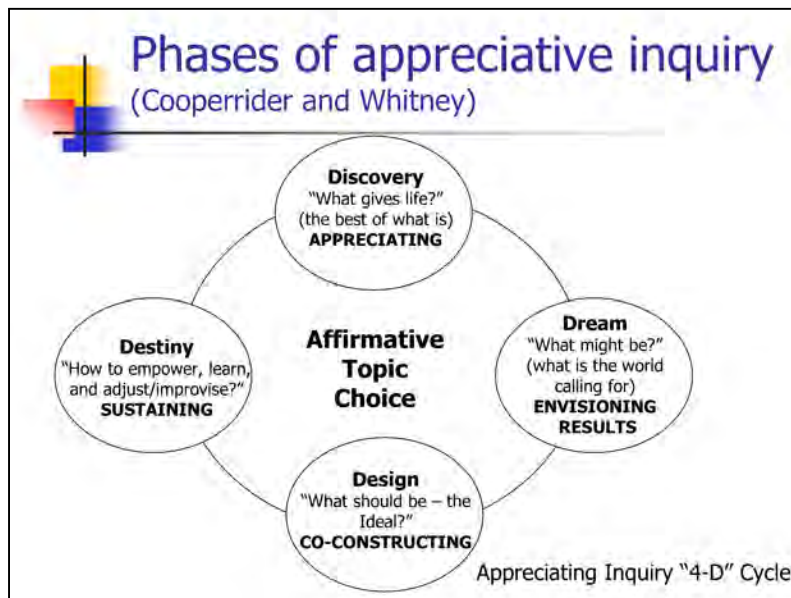 Phases of appreciative inquiry
(Cooperrider and Whitney)
Discovery
“What gives life?”
(the best of what is)
APPRECIATING
Dream
“What might be?”
(what is the world
calling for)
ENVISIONING
RESULTS
Affirmative
Topic
Choice
Destiny
“How to empower, learn,
and adjust/improvise?”
SUSTAINING
Design
“What should be – the
Ideal?”
CO-CONSTRUCTING
Appreciating Inquiry “4-D” Cycle